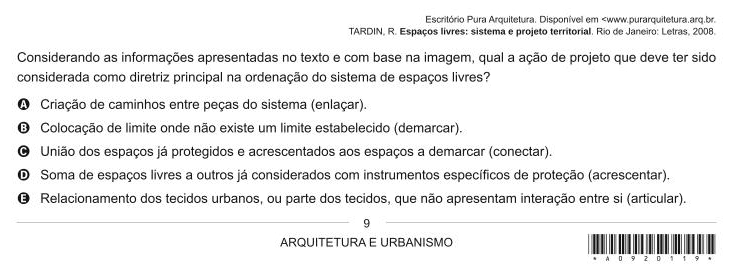 Escritório Pura Arquitetura. Disponível em <www.purarquitetura.arq.br.
TARDIN, R. Espaços livres: sistema e projeto territorial. Rio de Janeiro: Letras, 2008.
Considerando as informações apresentadas no texto e com base na imagem, qual a ação de projeto que deve ter sido
considerada como diretriz principal na ordenação do sistema de espaços livres?
A Criação de caminhos entre peças do sistema (enlaçar).
B Colocação de limite onde não existe um limite estabelecido (demarcar).
C União dos espaços já protegidos e acrescentados aos espaços a demarcar (conectar).
D Soma de espaços livres a outros já considerados com instrumentos específicos de proteção (acrescentar).
E Relacionamento dos tecidos urbanos, ou parte dos tecidos, que não apresentam interação entre si (articular).
9
ARQUITETURA E URBANISMO
* A 0 9 2 0 1 1 9 *